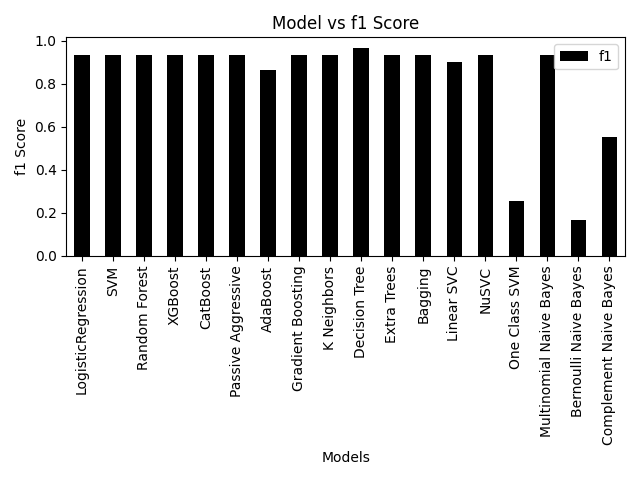 Model vs f1 Score
f1
f1 Score
1.0
0.8
0.6
0.4
0.2
0.0
LogisticRegression
SVM
Random Forest
XGBoost
CatBoost
Passive Aggressive
AdaBoost
Gradient Boosting
K Neighbors
Decision Tree
Extra Trees
Bagging
Linear SVC
NuSVC
One Class SVM
Multinomial Naive Bayes
Bernoulli Naive Bayes
Complement Naive Bayes
Models